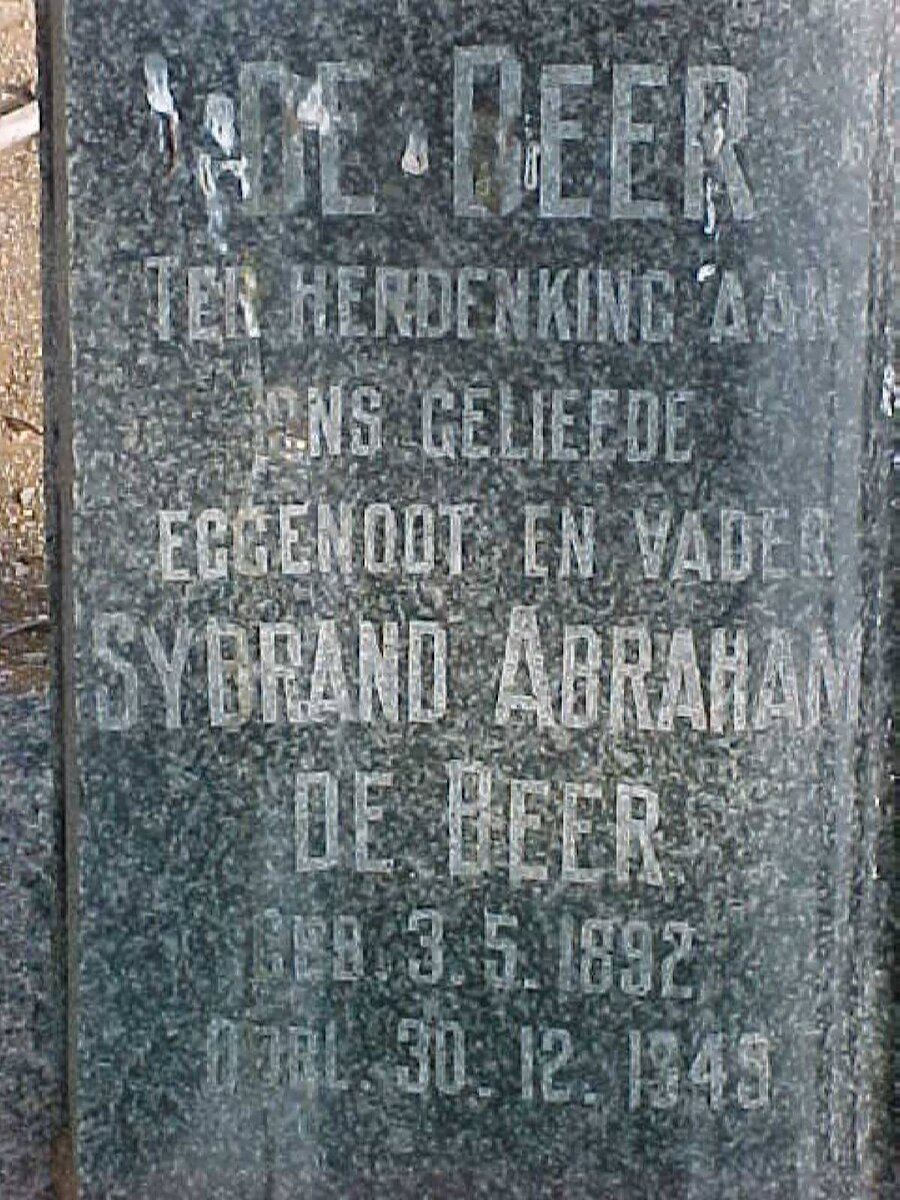 DE BEER
TER HERDENKING AAN
ONS GELIEFDE
EGGENOOT EN VADER
SYBRAND ABRAHAM
DE BEER
GEB. 3. 5. 1892
OORL. 30. 12. 1949